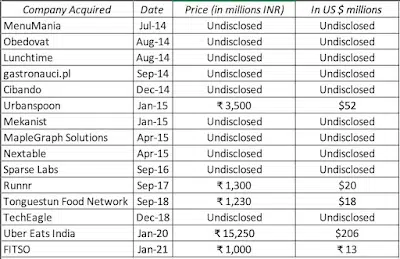 Company Acquired Date Price (in millions INR) In US $ millions
MenuMania Jul-14 Undisclosed Undisclosed
Obedovat Aug-14 Undisclosed Undisclosed
Lunchtime Aug-14 Undisclosed Undisclosed
gastronauci.pl Sep-14 Undisclosed Undisclosed
Cibando Dec-14 Undisclosed Undisclosed
Urbanspoon Jan-15 ₹ 3,500 $52
Mekanist Jan-15 Undisclosed Undisclosed
MapleGraph Solutions Apr-15 Undisclosed Undisclosed
Nextable Apr-15 Undisclosed Undisclosed
Sparse Labs Sep-16 Undisclosed Undisclosed
Runnr Sep-17 ₹ 1,300 $20
Tonguestun Food Network Sep-18 ₹ 1,230 $18
TechEagle Dec-18 Undisclosed Undisclosed
Uber Eats India Jan-20 ₹ 15,250 $206
FITSO Jan-21 ₹ 1,000 ₹ 13